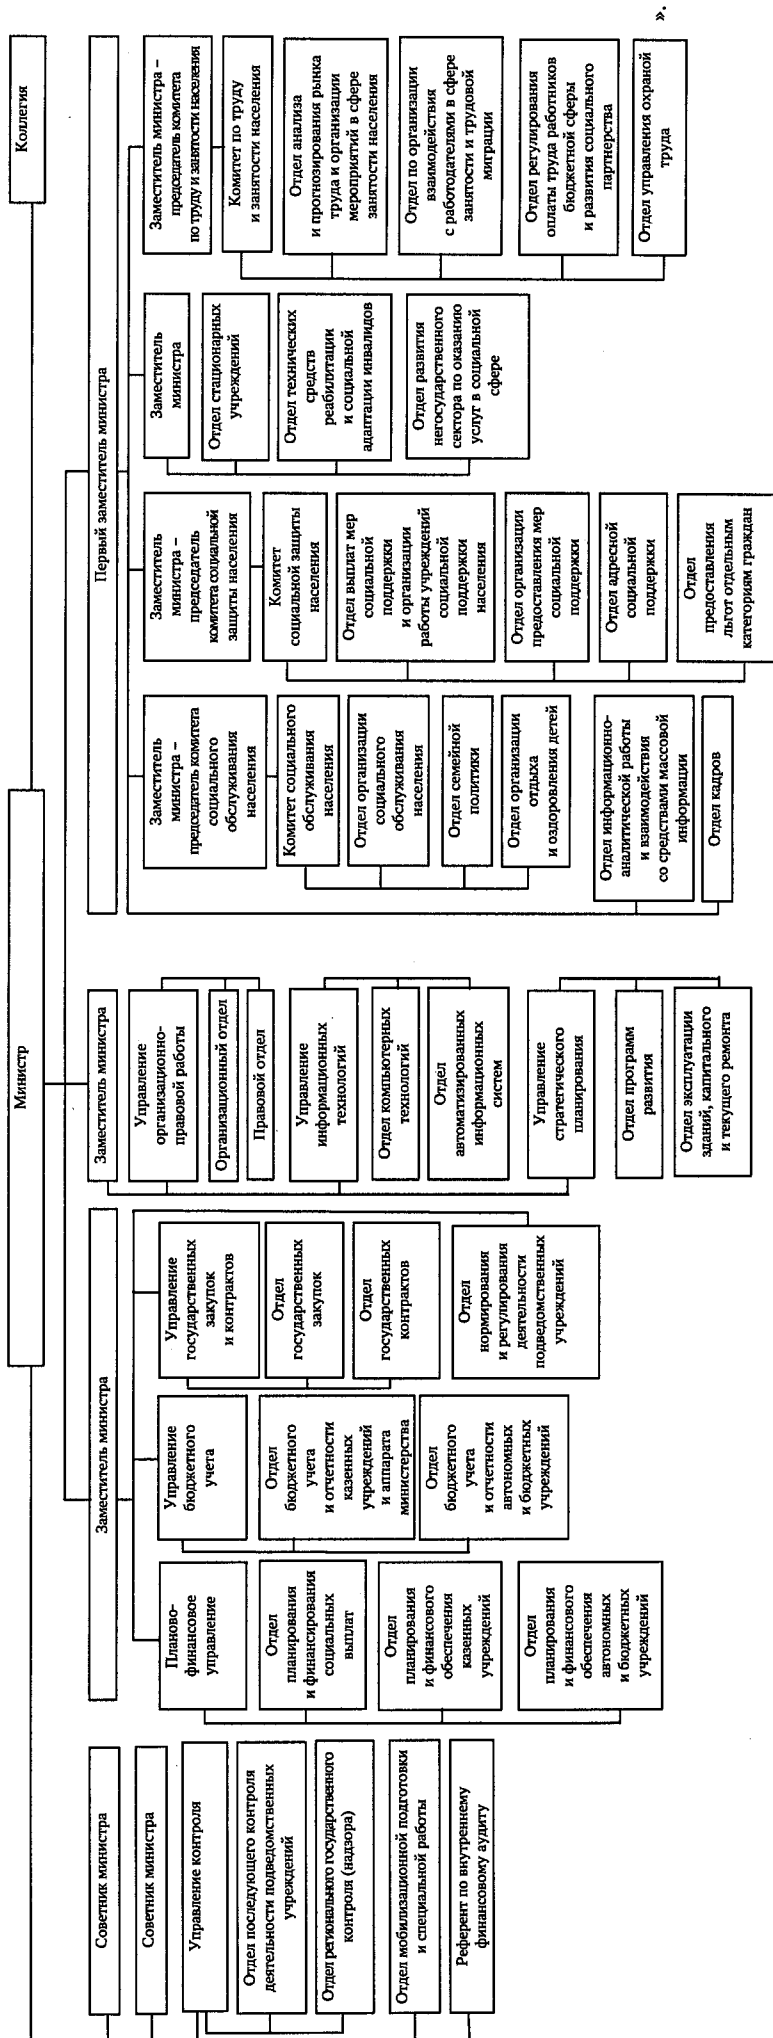 Министр
Коллегия
Советник министра
Советник министра
Управление контроля
Отдел последующего контроля
деятельности подведомственных
учреждений
Отдел регионального государственного
контроля (надзора)
Отдел мобилизационной подготовки
и специальной работы
Референт по внутреннему
финансовому аудиту
Заместитель министра
Планово-
финансовое
управление
Отдел
планирования
и финансирования
социальных
выплат
Отдел
планирования
и финансового
обеспечения
казенных
учреждений
Отдел
планирования
и финансового
обеспечения
автономных
и бюджетных
учреждений
Управление
бюджетного
учета
Отдел
бюджетного
учета
и отчетности
казенных
учреждений
и аппарата
министерства
Отдел
бюджетного
учета
и отчетности
автономных
и бюджетных
учреждений
Управление
государственных
закупок
и контрактов
Отдел
государственных
закупок
Отдел
государственных
контрактов
Отдел
нормирования
и регулирования
деятельности
подведомственных
учреждений
Заместитель министра
Управление
организационно-
правовой работы
Организационный отдел
Правовой отдел
Управление
информационных
технологий
Отдел компьютерных
технологий
Отдел
автоматизированных
информационных
систем
Управление
стратегического
планирования
Отдел программ
развития
Отдел эксплуатации
зданий, капитального
и текущего ремонта
Первый заместитель министра
Заместитель
министра –
председатель комитета
социального
обслуживания
населения
Комитет социального
обслуживания
населения
Отдел организации
социального
обслуживания
населения
Отдел семейной
политики
Отдел организации
отдыха
и оздоровления детей
Отдел информационно-
аналитической работы
и взаимодействия
со средствами массовой
информации
Отдел кадров
Заместитель
министра –
председатель
комитета социальной
защиты населения
Комитет
социальной защиты
населения
Отдел выплат мер
социальной
поддержки
и организации
работы учреждений
социальной
поддержки
населения
Отдел организации
предоставления мер
социальной
поддержки
Отдел адресной
социальной
поддержки
Отдел
предоставления
льгот отдельным
категориям граждан
Заместитель
министра
Отдел стационарных
учреждений
Отдел технических
средств
реабилитации
и социальной
адаптации инвалидов
Отдел развития
негосударственного
сектора по оказанию
услуг в социальной
сфере
Заместитель министра –
председатель комитета
по труду и занятости населения
Комитет по труду
и занятости населения
Отдел анализа
и прогнозирования рынка
труда и организации
мероприятий в сфере
занятости населения
Отдел по организации
взаимодействия
с работодателями в сфере
занятости и трудовой
миграции
Отдел регулирования
оплаты труда работников
бюджетной сферы
и развития социального
партнерства
Отдел управления охраной
труда
».